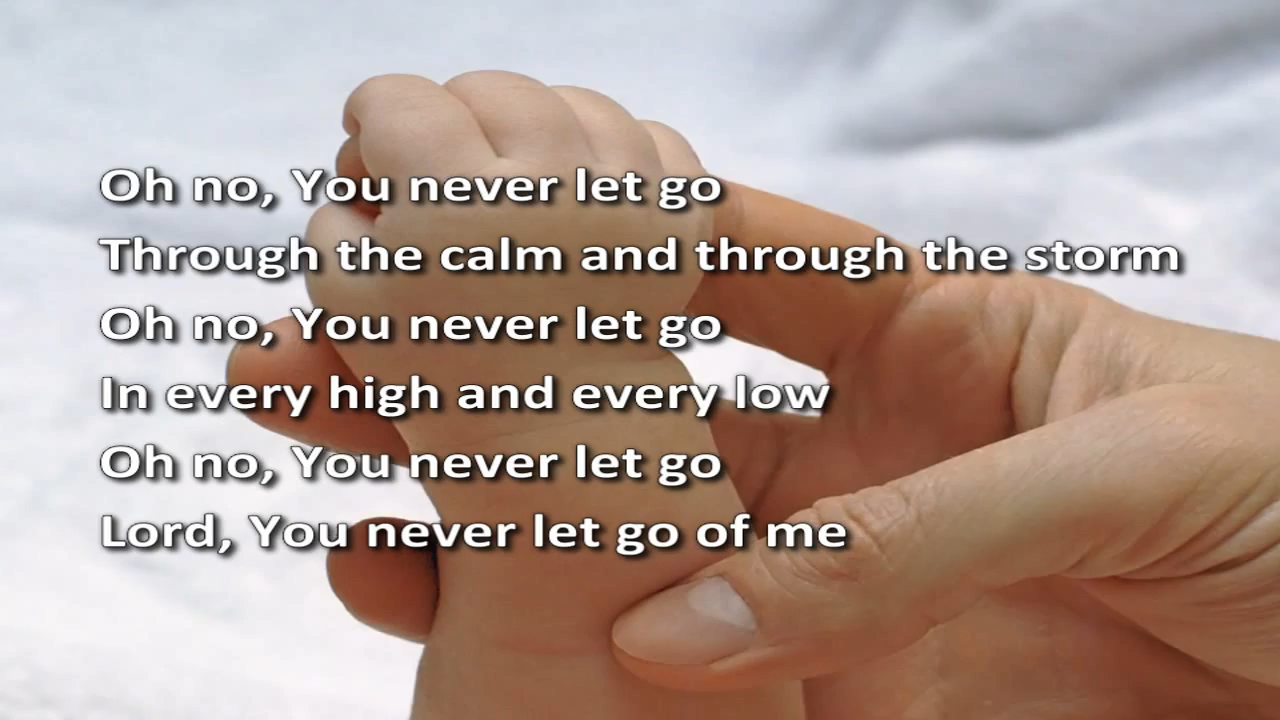 Oh no, You never let go
Through the calm and through the storm
Oh no, You never let go
In every high and every low
Oh no, You never let go
Lord, You never let go of me